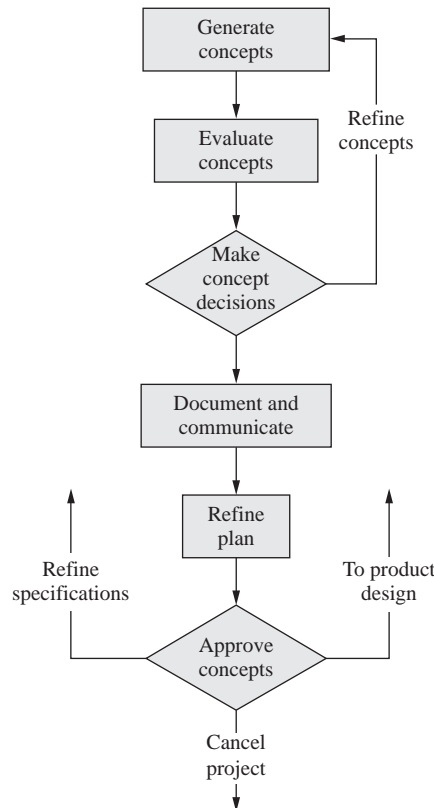 Generate
concepts
Refine
concepts
Evaluate
concepts
Make
concept
decisions
Document and
communicate
Refine
plan
Refine
specifications
To product
design
Approve
concepts
Cancel
project